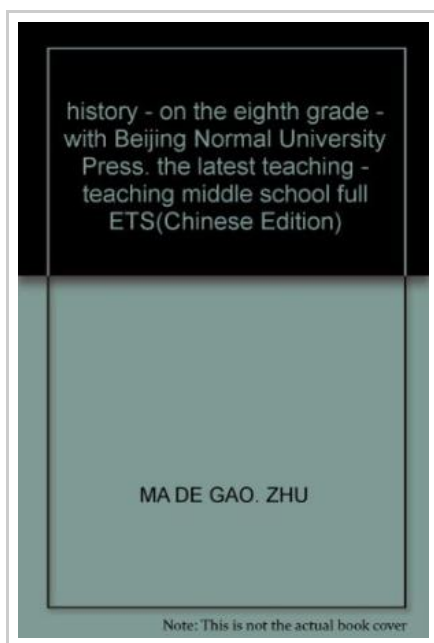 history - on the eighth grade -
with Beijing Normal University
Press. the latest teaching -
teaching middle school full
ETS(Chinese Edition)
MA DE GAO. ZHU
Note: This is not the actual book cover